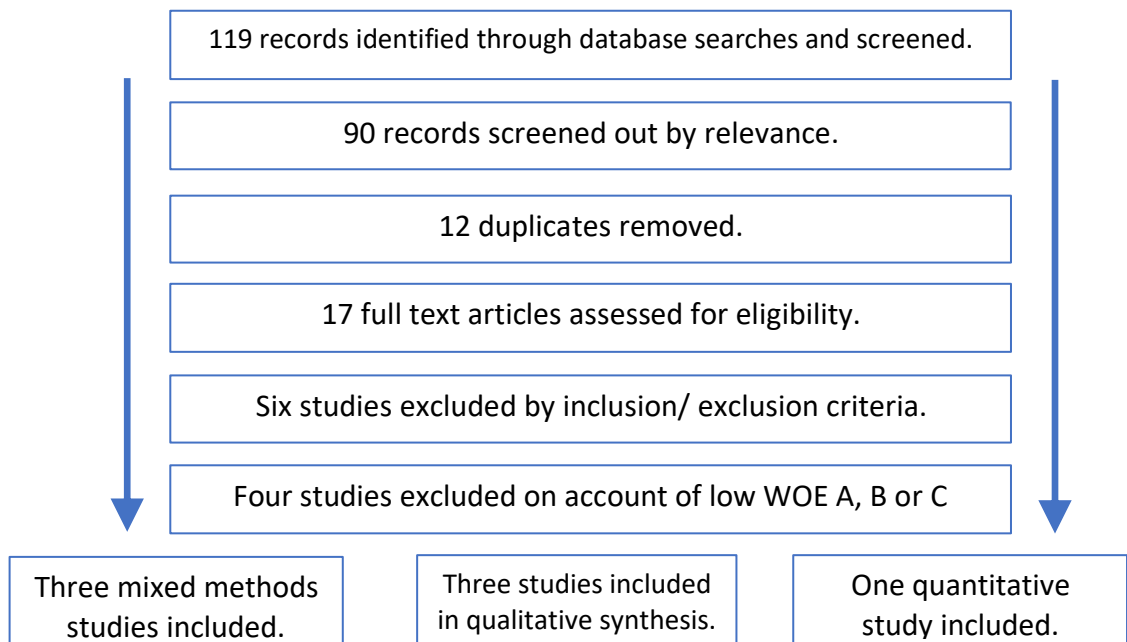 119 records identified through database searches and screened.
90 records screened out by relevance.
12 duplicates removed.
17 full text articles assessed for eligibility.
Six studies excluded by inclusion/ exclusion criteria.
Four studies excluded on account of low WOE A, B or C
Three mixed methods
studies included.
Three studies included
in qualitative synthesis.
One quantitative
study included.